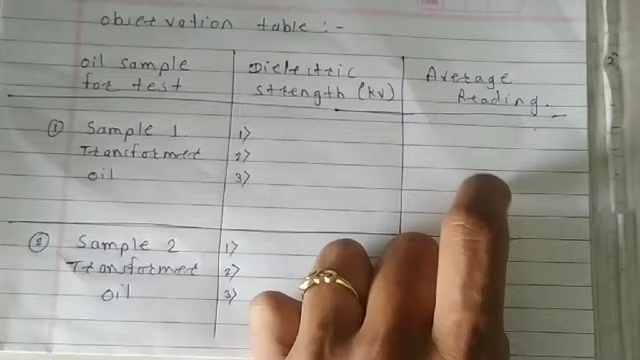 observation table :-
oil sample Dielectric Average
for test strength (KV) Reading.
① Sample 1. 1>
Transformer 2>
oil 3>
② Sample 2 1>
Transformer 2>
oil 3>